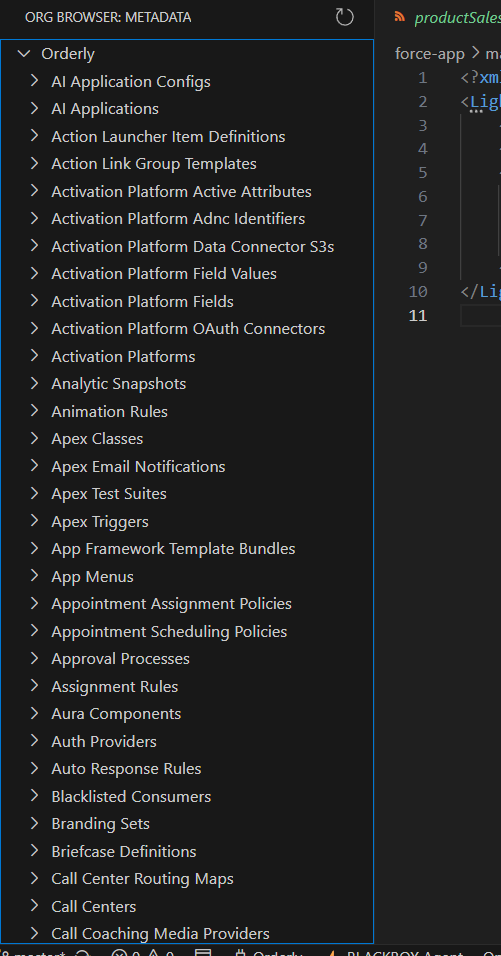 ORG BROWSER: METADATA
Orderly
AI Application Configs
AI Applications
Action Launcher Item Definitions
Action Link Group Templates
Activation Platform Active Attributes
Activation Platform Adnc Identifiers
Activation Platform Data Connector S3s
Activation Platform Field Values
Activation Platform Fields
Activation Platform OAuth Connectors
Activation Platforms
Analytic Snapshots
Animation Rules
Apex Classes
Apex Email Notifications
Apex Test Suites
Apex Triggers
App Framework Template Bundles
App Menus
Appointment Assignment Policies
Appointment Scheduling Policies
Approval Processes
Assignment Rules
Aura Components
Auth Providers
Auto Response Rules
Blacklisted Consumers
Branding Sets
Briefcase Definitions
Call Center Routing Maps
Call Centers
Call Coaching Media Providers
productSales
force-app > ma
1 <?xm
2 <Ligh
3 <
4 <
5 <
6
7
8
9 <
10 </Lig
11
master* 0 0 Orderly BLACKBOX Agent